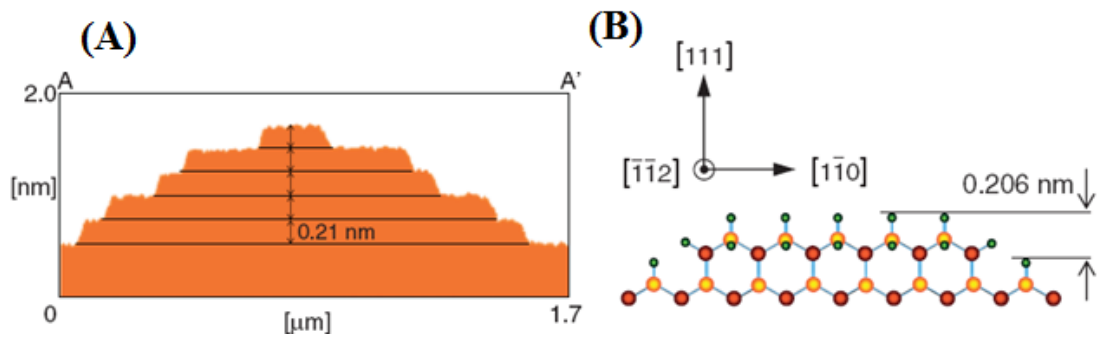 (A)
A A'
2.0
[nm]
0.21 nm
0 1.7
[μm]
(B)
[111]
[1̅1̅2] [11̅0]
0.206 nm